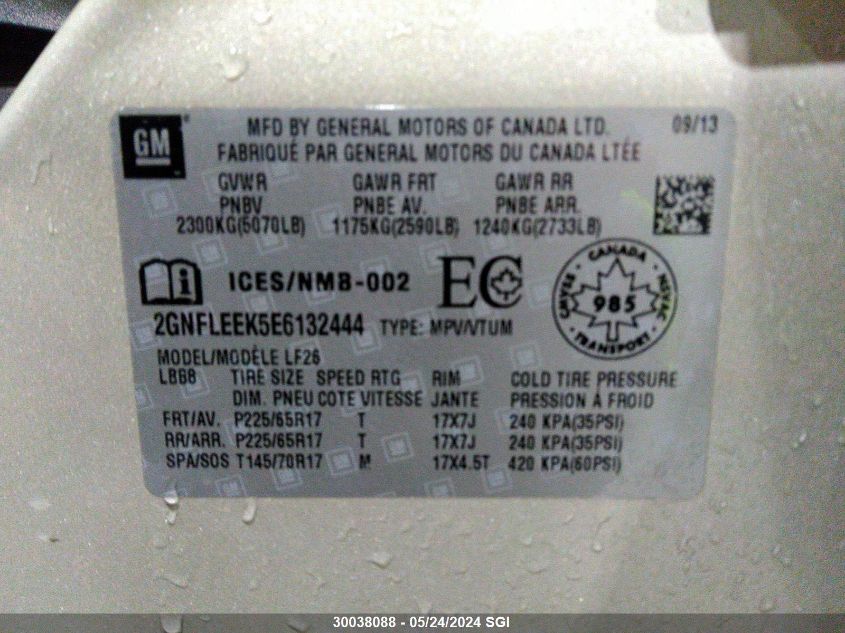 GM
MFD BY GENERAL MOTORS OF CANADA LTD. 09/13
FABRIQUÉ PAR GENERAL MOTORS DU CANADA LTÉE
GVWR GAWR FRT GAWR RR
PNBV PNBE AV. PNBE ARR.
2300KG(5070LB) 1175KG(2590LB) 1240KG(2733LB)
i ICES/NMB-002 EC
CANADA
CMVSS NSVAC
985
TRANSPORT
2GNFLEEK5E6132444 TYPE: MPV/VTUM
MODEL/MODÈLE LF26
LBG8 TIRE SIZE SPEED RTG RIM COLD TIRE PRESSURE
DIM. PNEU COTE VITESSE JANTE PRESSION À FROID
FRT/AV. P225/65R17 T 17X7J 240 KPA(35PSI)
RR/ARR. P225/65R17 T 17X7J 240 KPA(35PSI)
SPA/SOS T145/70R17 M 17X4.5T 420 KPA(60PSI)
30038088 - 05/24/2024 SGI